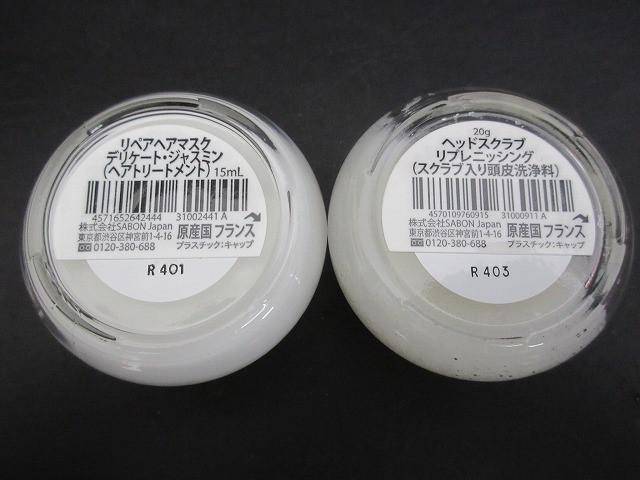 リペアヘアマスク
デリケート・ジャスミン
(ヘアトリートメント) 15mL
4571652642444 31002441 A
株式会社SABON Japan
東京都渋谷区神宮前1-4-16
0120-380-688
原産国 フランス
プラスチック:キャップ
R 401
20g
ヘッドスクラブ
リプレニッシング
(スクラブ入り頭皮洗浄料)
4570109760915 31000911 A
株式会社SABON Japan
東京都渋谷区神宮前1-4-16
0120-380-688
原産国 フランス
プラスチック:キャップ
R 403